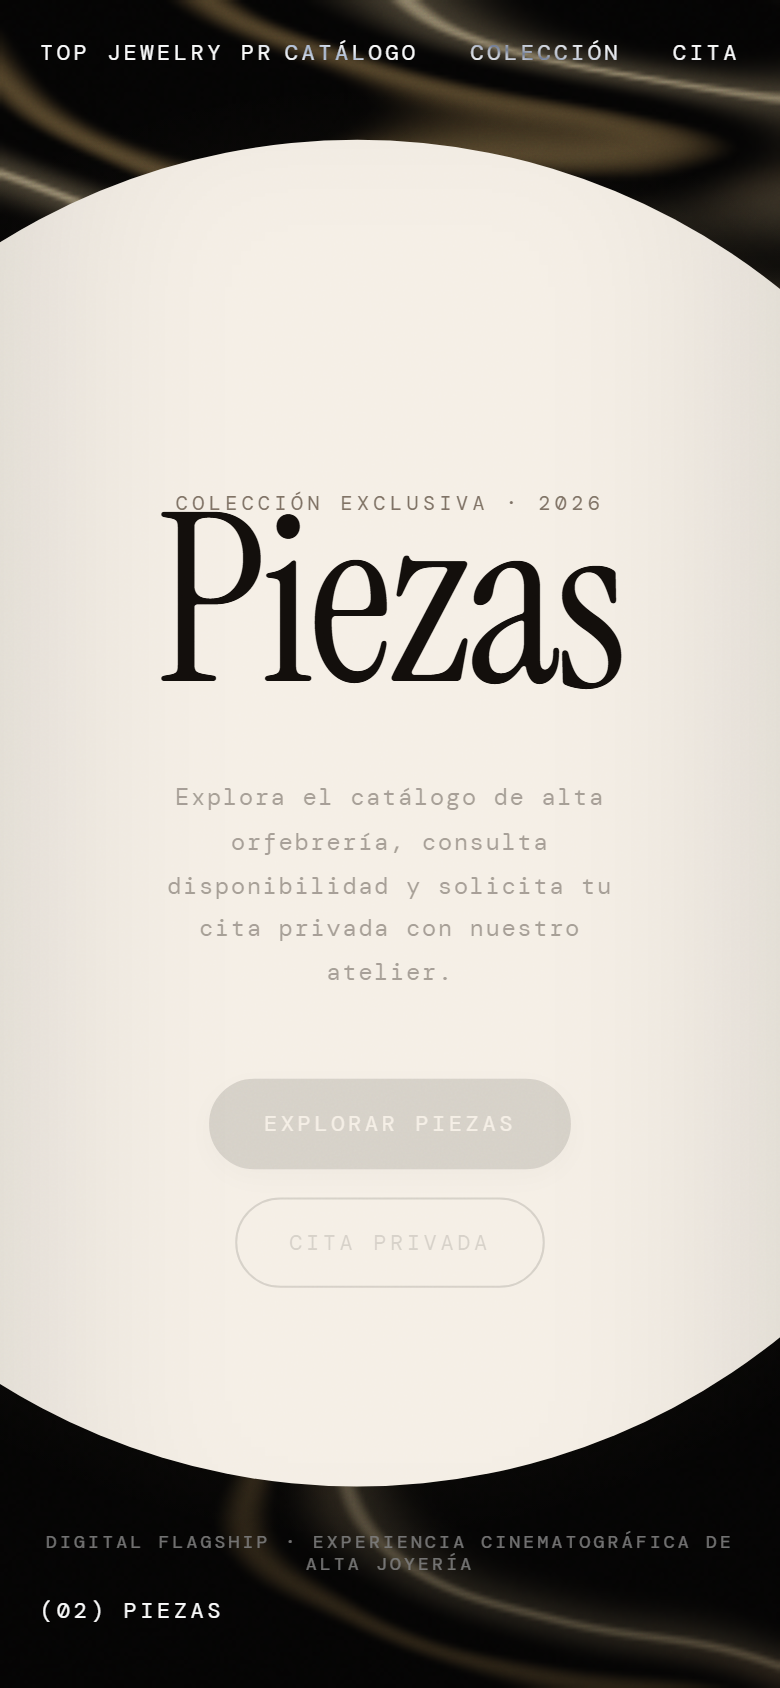 TOP JEWELRY PR CATÁLOGO COLECCIÓN CITA
COLECCIÓN EXCLUSIVA · 2026
Piezas
Explora el catálogo de alta
orfebrería, consulta
disponibilidad y solicita tu
cita privada con nuestro
atelier.
EXPLORAR PIEZAS
CITA PRIVADA
DIGITAL FLAGSHIP · EXPERIENCIA CINEMATOGRÁFICA DE
ALTA JOYERÍA
(02) PIEZAS